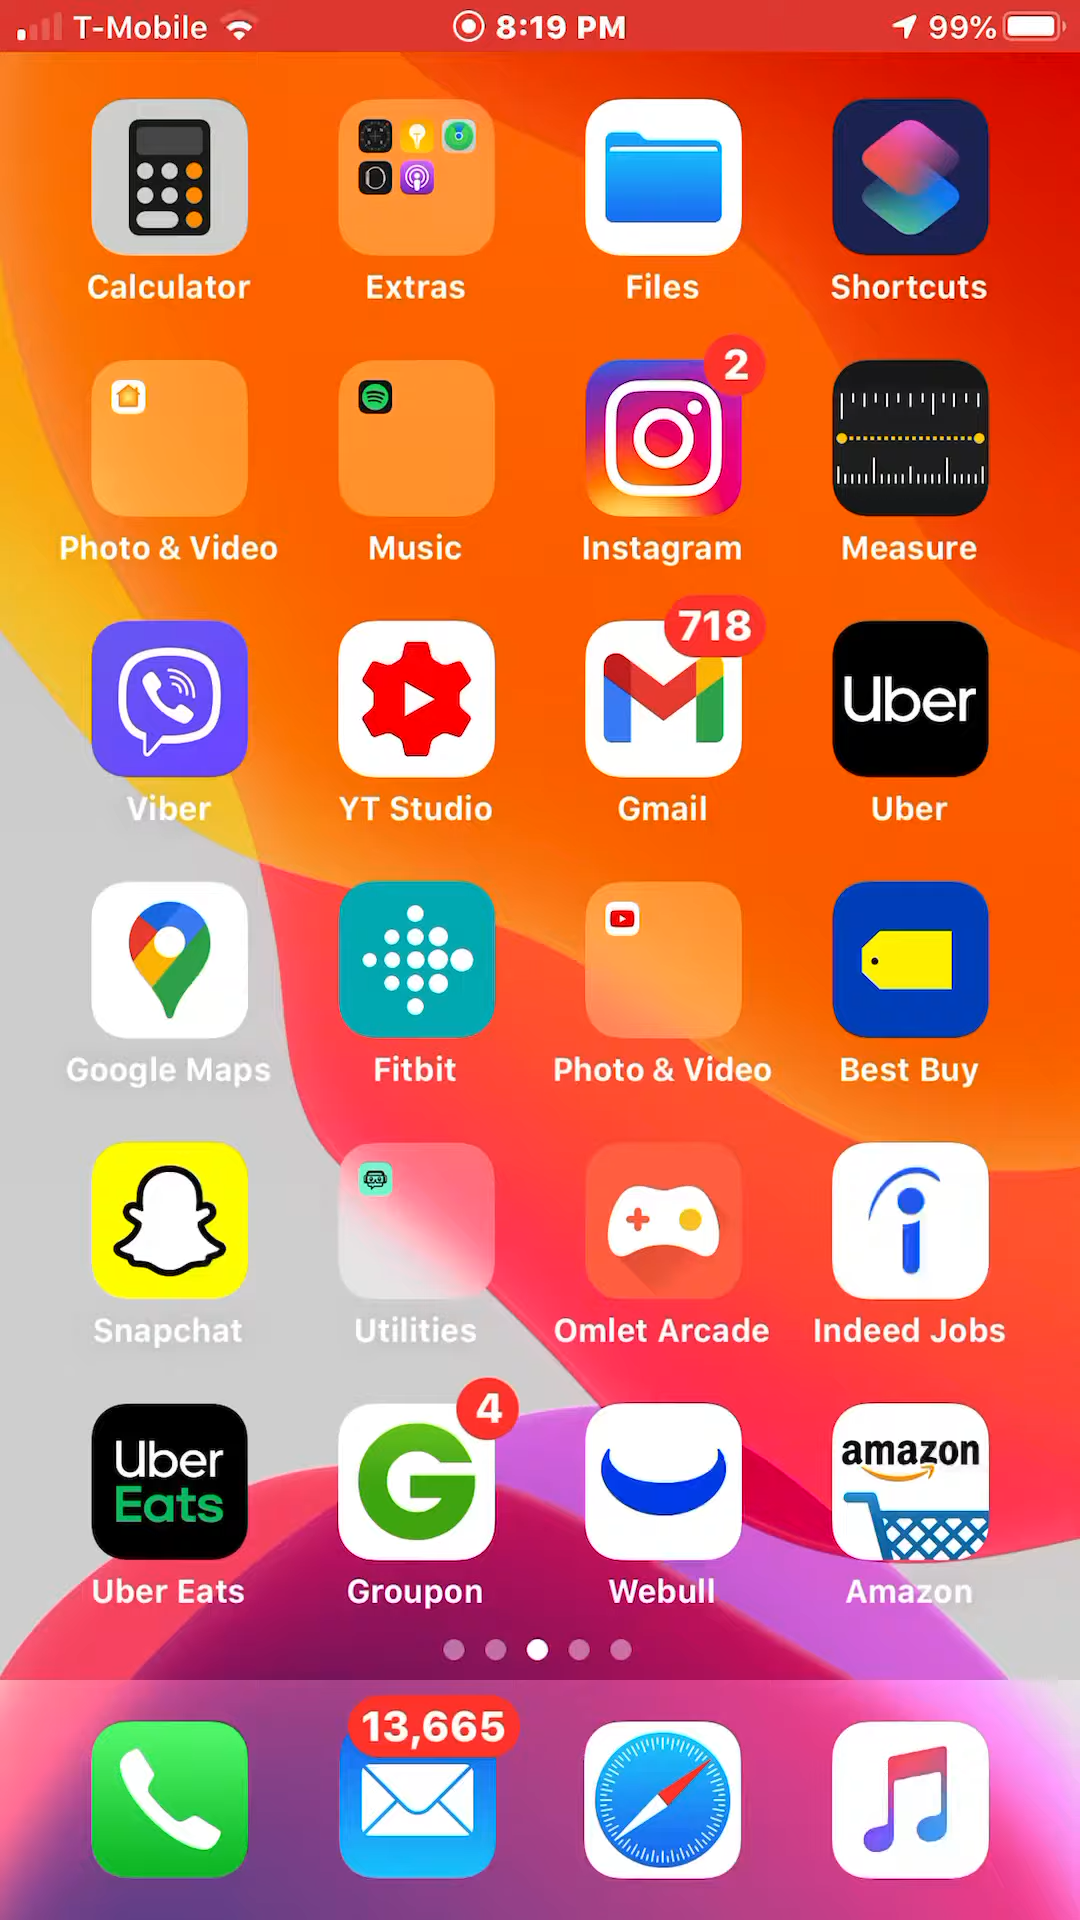 T-Mobile 8:19 PM 99%
Calculator Extras Files Shortcuts
2
Photo & Video Music Instagram Measure
718
Uber
Viber YT Studio Gmail Uber
Google Maps Fitbit Photo & Video Best Buy
Snapchat Utilities Omlet Arcade Indeed Jobs
4
Uber
Eats
G
amazon
Uber Eats Groupon Webull Amazon
13,665